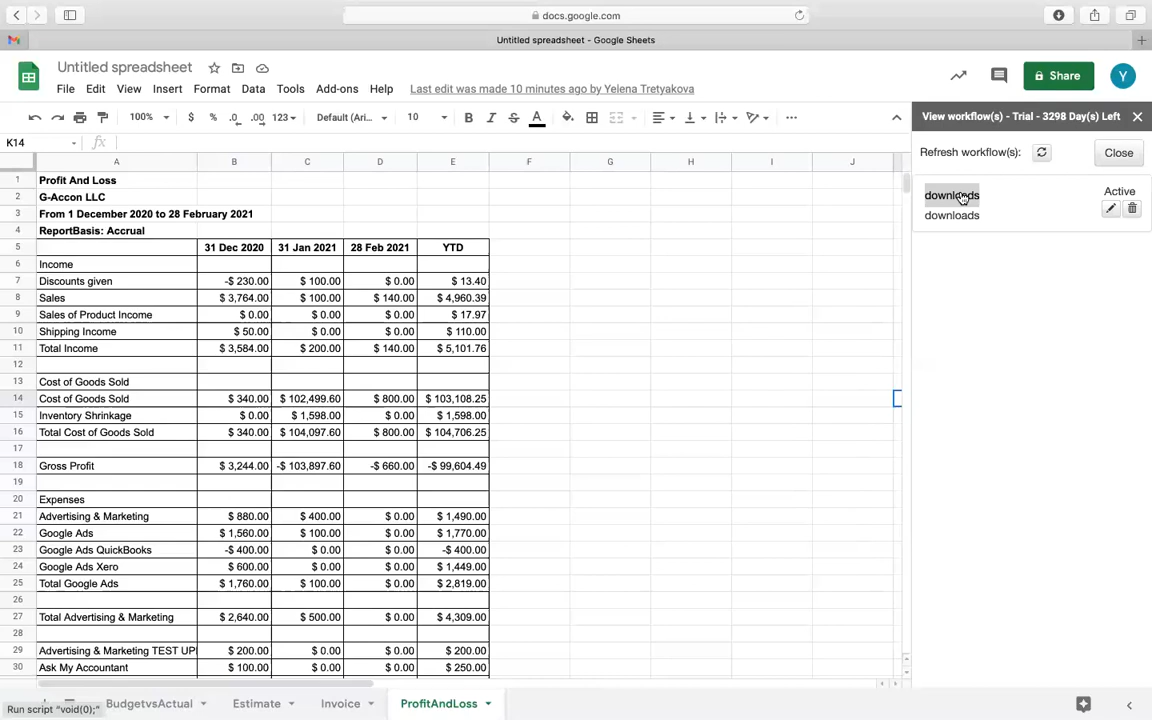 docs.google.com
Untitled spreadsheet - Google Sheets
Untitled spreadsheet
File Edit View Insert Format Data Tools Add-ons Help Last edit was made 10 minutes ago by Yelena Tretyakova
Share
Y
100% $ % .0 .00 123 Default (Ari... 10 B I S A
View workflow(s) - Trial - 3298 Day(s) Left
K14 fx
Refresh workflow(s): Close
A B C D E F G H I J
1 Profit And Loss
2 G-Accon LLC
3 From 1 December 2020 to 28 February 2021
4 ReportBasis: Accrual
5 31 Dec 2020 31 Jan 2021 28 Feb 2021 YTD
6 Income
7 Discounts given -$ 230.00 $ 100.00 $ 0.00 $ 13.40
8 Sales $ 3,764.00 $ 100.00 $ 140.00 $ 4,960.39
9 Sales of Product Income $ 0.00 $ 0.00 $ 0.00 $ 17.97
10 Shipping Income $ 50.00 $ 0.00 $ 0.00 $ 110.00
11 Total Income $ 3,584.00 $ 200.00 $ 140.00 $ 5,101.76
12
13 Cost of Goods Sold
14 Cost of Goods Sold $ 340.00 $ 102,499.60 $ 800.00 $ 103,108.25
15 Inventory Shrinkage $ 0.00 $ 1,598.00 $ 0.00 $ 1,598.00
16 Total Cost of Goods Sold $ 340.00 $ 104,097.60 $ 800.00 $ 104,706.25
17
18 Gross Profit $ 3,244.00 -$ 103,897.60 -$ 660.00 -$ 99,604.49
19
20 Expenses
21 Advertising & Marketing $ 880.00 $ 400.00 $ 0.00 $ 1,490.00
22 Google Ads $ 1,560.00 $ 100.00 $ 0.00 $ 1,770.00
23 Google Ads QuickBooks -$ 400.00 $ 0.00 $ 0.00 -$ 400.00
24 Google Ads Xero $ 600.00 $ 0.00 $ 0.00 $ 1,449.00
25 Total Google Ads $ 1,760.00 $ 100.00 $ 0.00 $ 2,819.00
26
27 Total Advertising & Marketing $ 2,640.00 $ 500.00 $ 0.00 $ 4,309.00
28
29 Advertising & Marketing TEST UP $ 200.00 $ 0.00 $ 0.00 $ 200.00
30 Ask My Accountant $ 100.00 $ 0.00 $ 0.00 $ 250.00
downloads Active
downloads
BudgetvsActual Estimate Invoice ProfitAndLoss
Run script "void(0);"